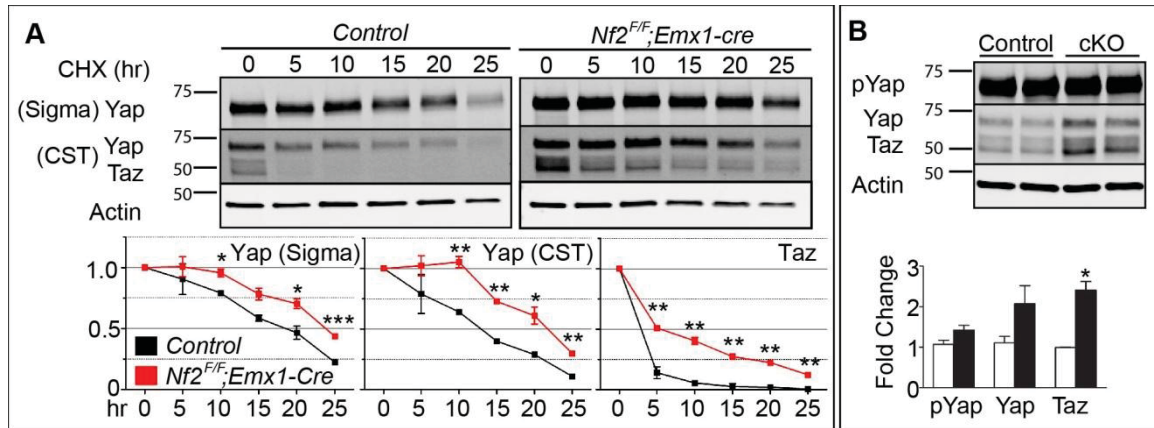 A
Control
Nf2F/F;Emx1-cre
CHX (hr) 0 5 10 15 20 25 0 5 10 15 20 25
75
(Sigma) Yap
75
Yap
(CST)
50
Taz
50
Actin
Yap (Sigma)
Yap (CST)
Taz
1.0
0.5
0
* * ***
** ** * **
** ** ** ** **
Control
Nf2F/F;Emx1-Cre
hr 0 5 10 15 20 25 0 5 10 15 20 25 0 5 10 15 20 25
B
Control cKO
75
pYap
75
Yap
Taz
50
50
Actin
Fold Change
3
2
1
0
*
pYap Yap Taz